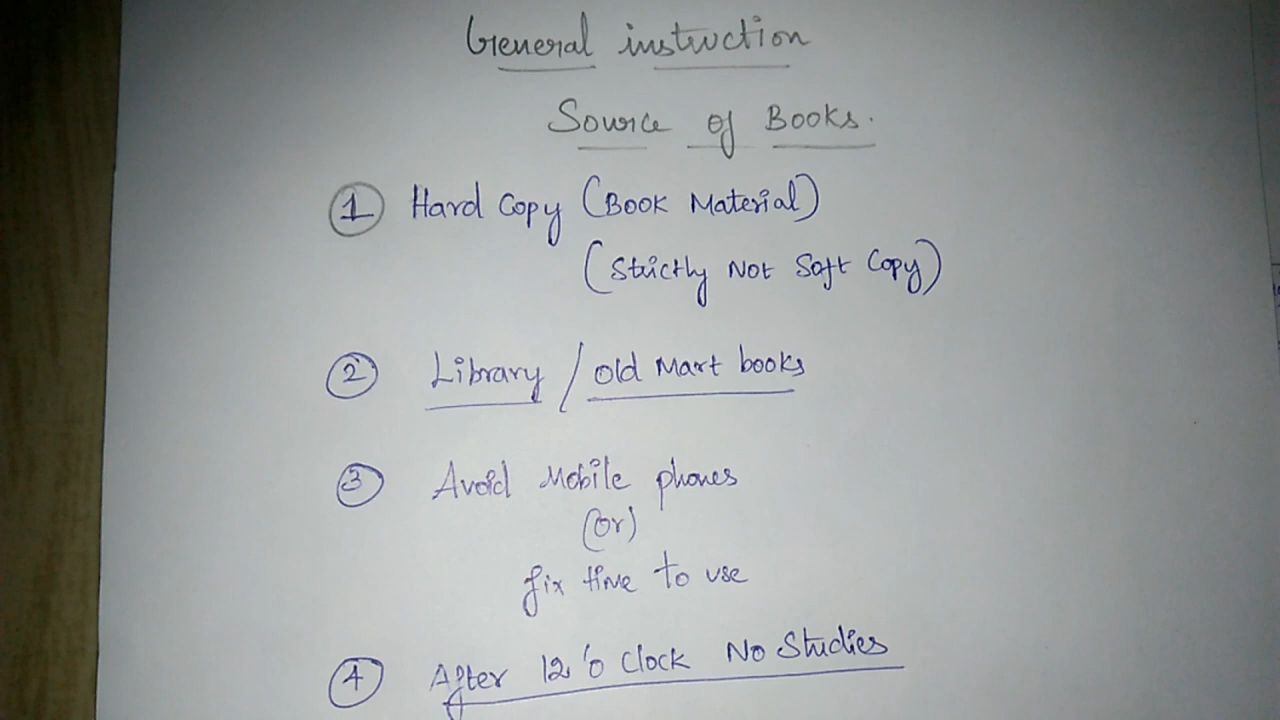 General instruction
Source of Books.
1 Hard Copy (Book Material)
(Strictly Not Soft Copy)
2 Library / old Mart books
3 Avoid Mobile phones
(or)
fix time to use
4 After 12 'o Clock No Studies